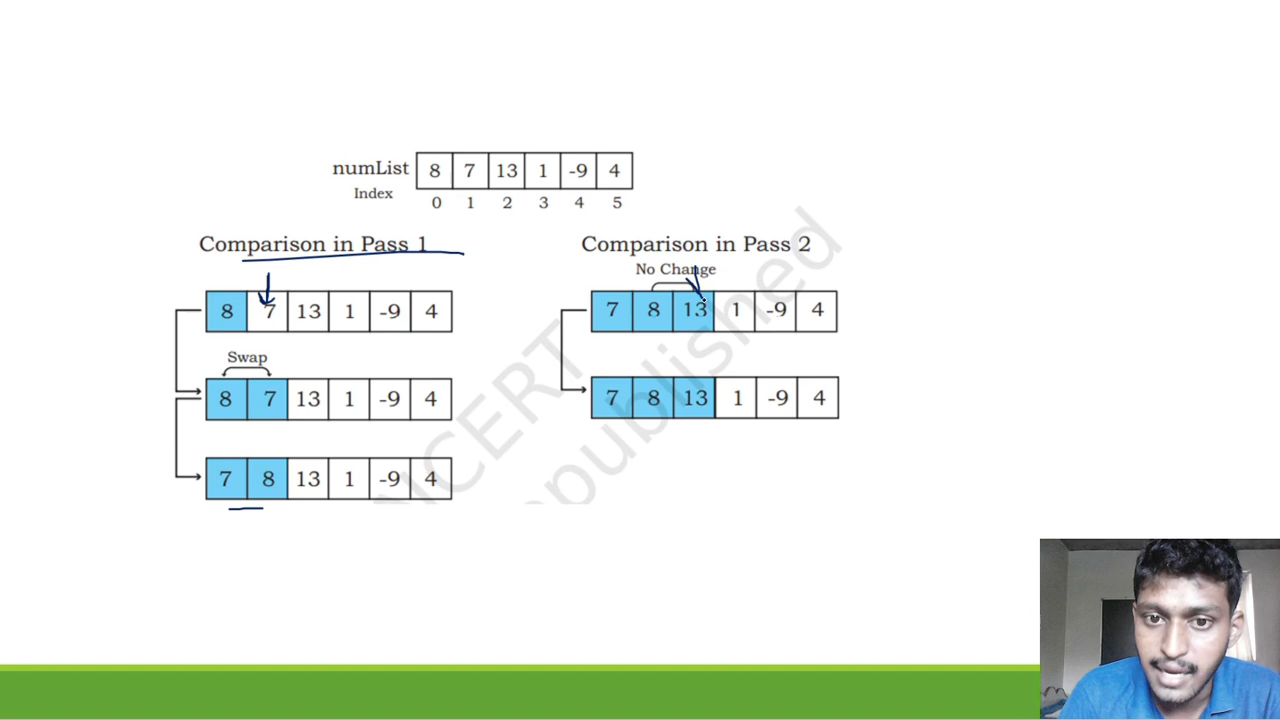 numList 8 7 13 1 -9 4
Index 0 1 2 3 4 5
Comparison in Pass 1
8 7 13 1 -9 4
Swap
8 7 13 1 -9 4
7 8 13 1 -9 4
Comparison in Pass 2
No Change
7 8 13 1 -9 4
7 8 13 1 -9 4
NCERT
republished